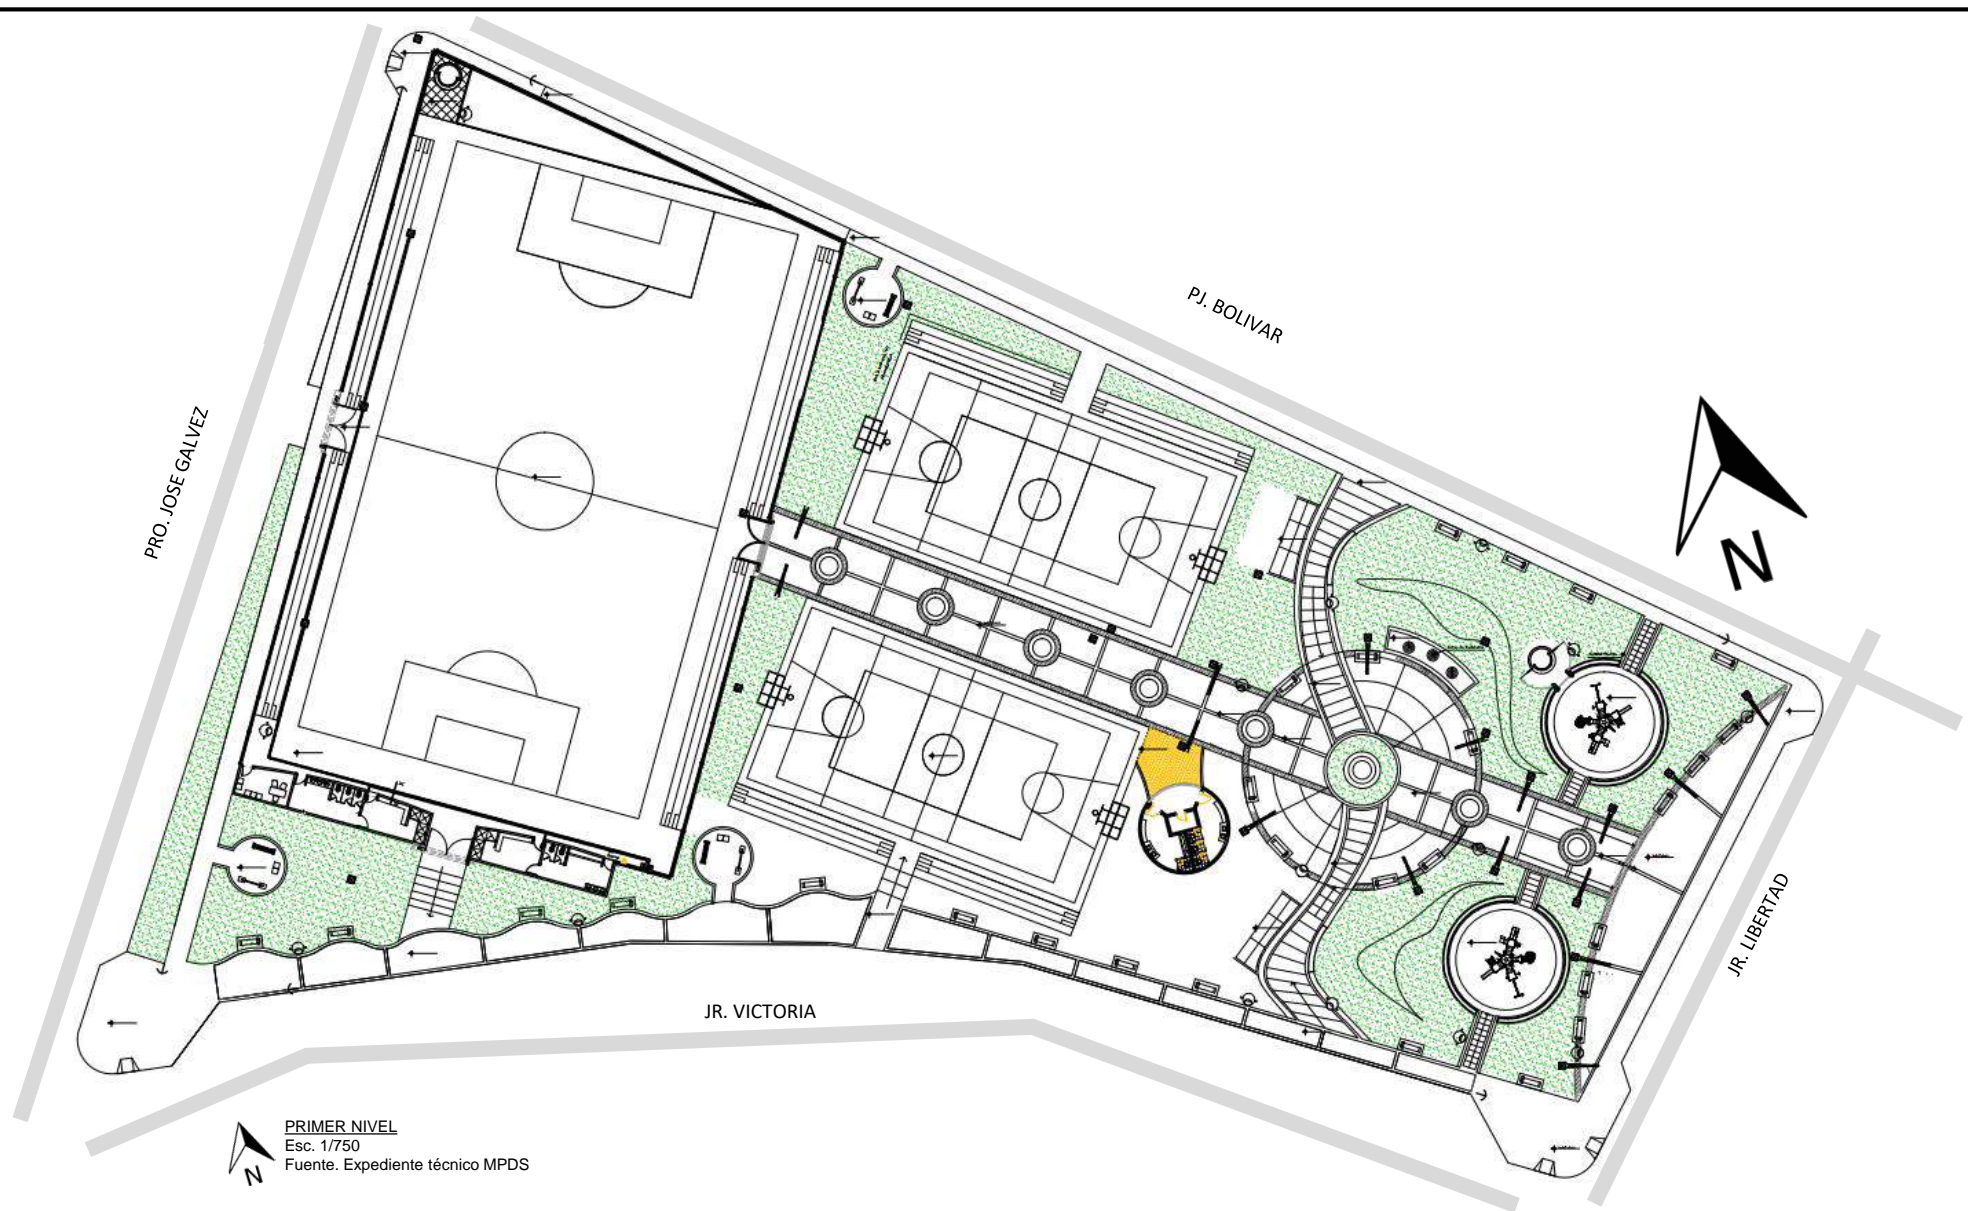 PJ. BOLIVAR
PRO. JOSE GALVEZ
N
JR. LIBERTAD
JR. VICTORIA
PRIMER NIVEL
Esc. 1/750
Fuente. Expediente técnico MPDS
N